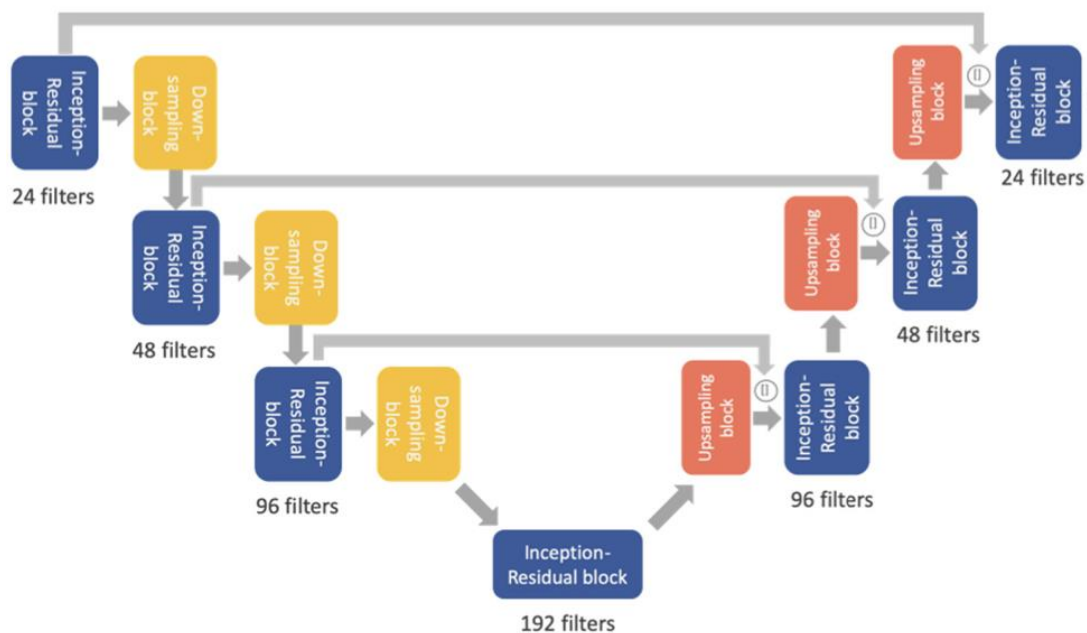 Inception-
Residual
block
24 filters
Down-
sampling
block
Inception-
Residual
block
48 filters
Down-
sampling
block
Inception-
Residual
block
96 filters
Down-
sampling
block
Inception-
Residual block
192 filters
Upsampling
block
[]
Inception-
Residual
block
96 filters
Upsampling
block
[]
Inception-
Residual
block
48 filters
Upsampling
block
[]
Inception-
Residual
block
24 filters